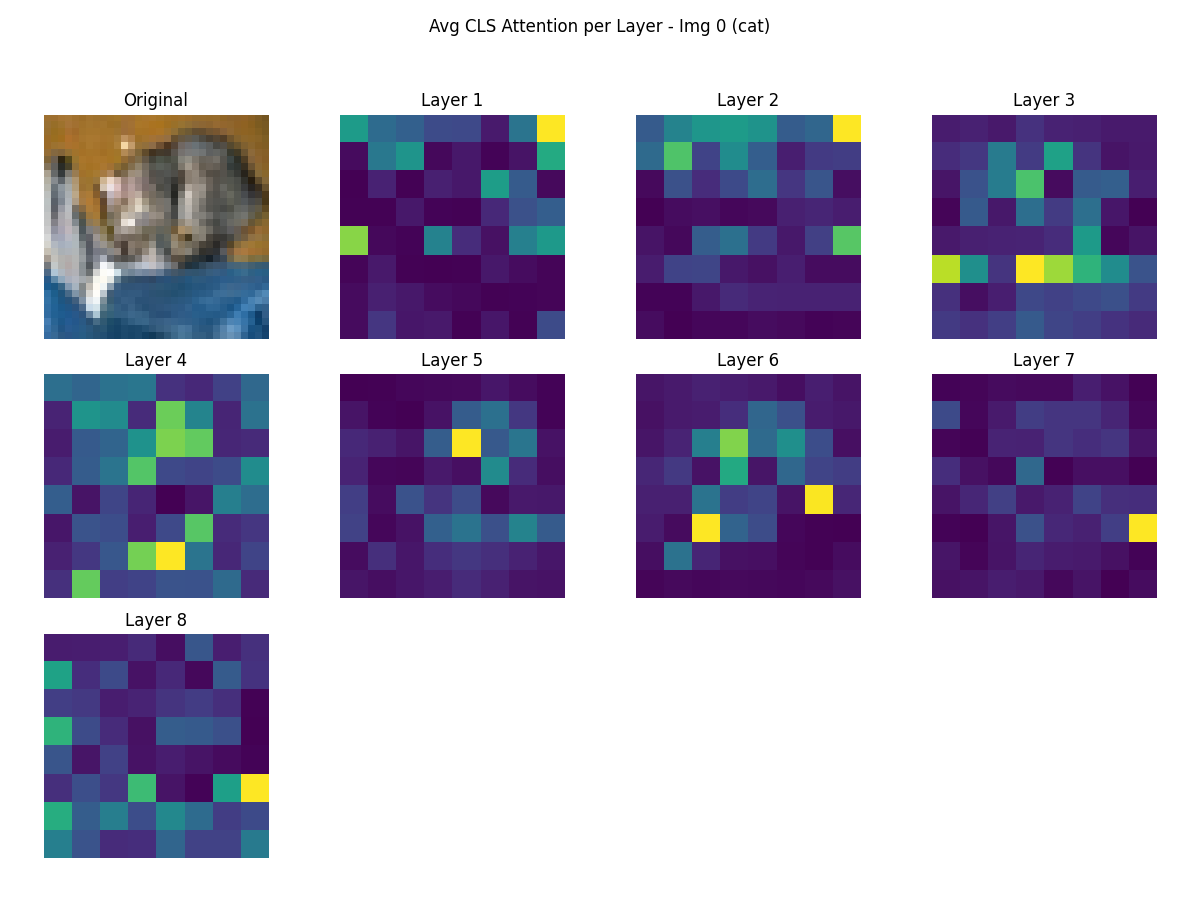 Avg CLS Attention per Layer - Img 0 (cat)
Original
Layer 1
Layer 2
Layer 3
Layer 4
Layer 5
Layer 6
Layer 7
Layer 8